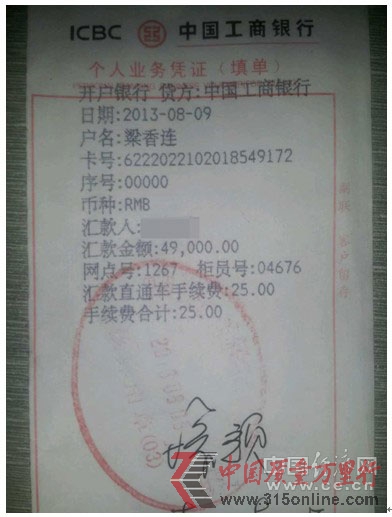 ICBC 中国工商银行
个人业务凭证（填单）
开户银行 贷方:中国工商银行
日期:2013-08-09
户名:梁香连
卡号:6222022102018549172
序号:00000
币种:RMB
汇款人:
汇款金额:49,000.00
网点号:1267 柜员号:04676
汇款直通车手续费:25.00
手续费合计:25.00
中国质量万里行
www.315online.com